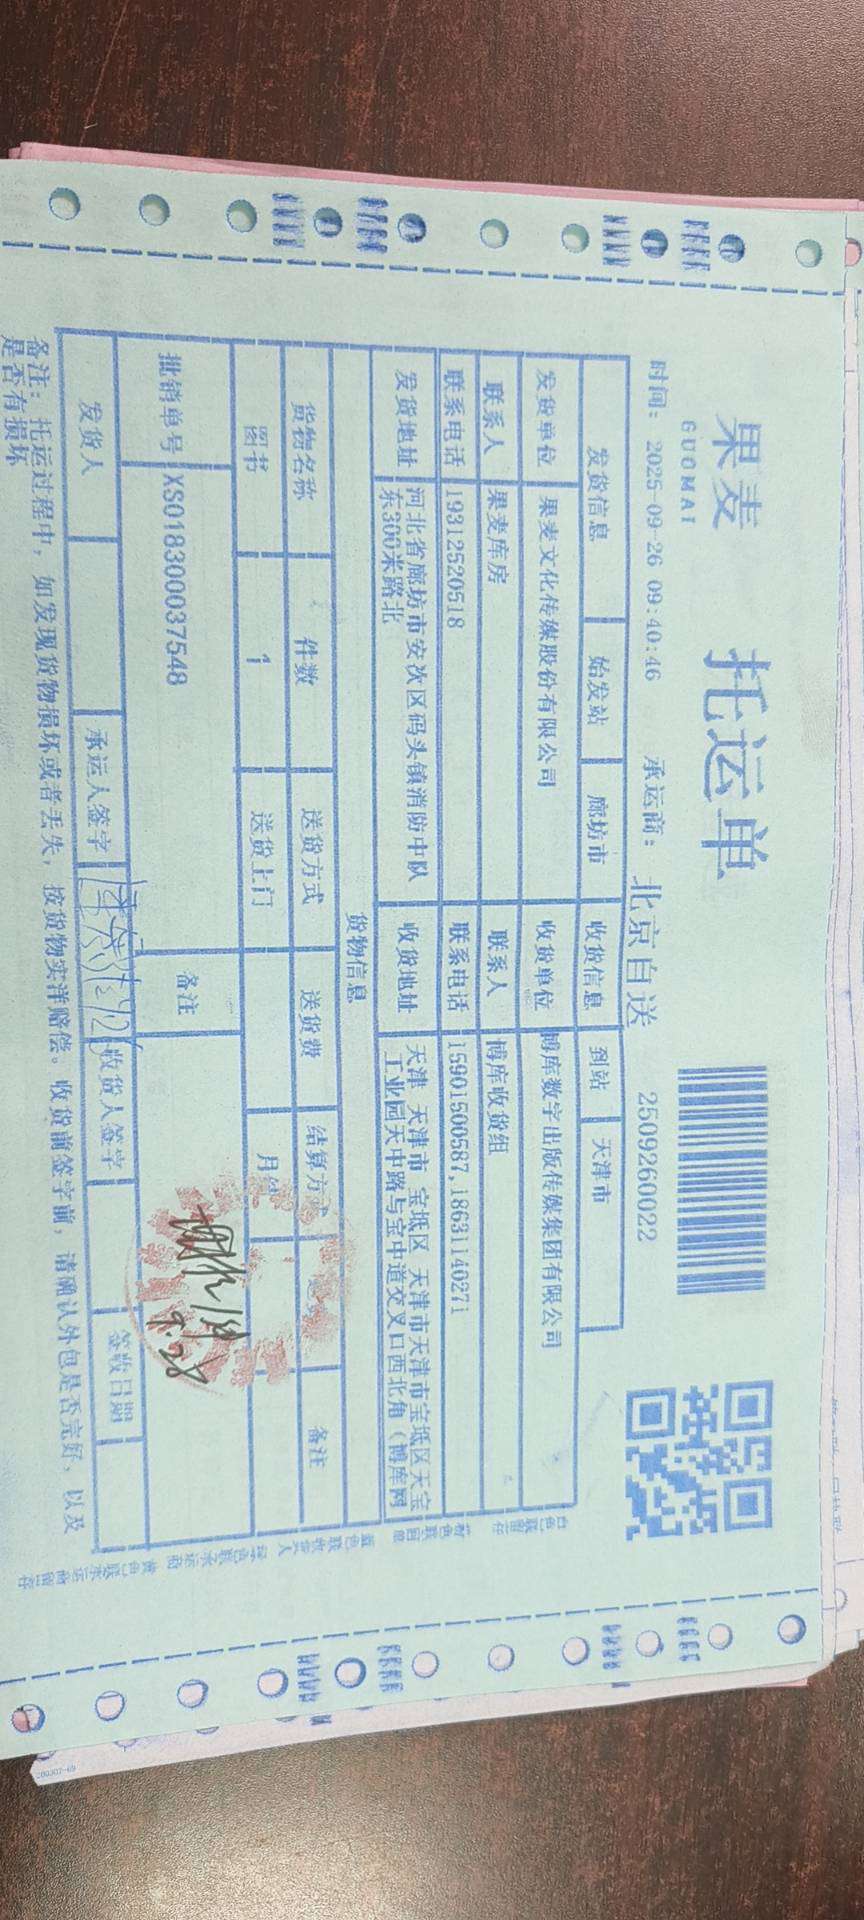 果麦
GUOMAI
托运单
时间: 2025-09-26 09:40:46 承运商: 北京自送 2509260022
发货信息 始发站 廊坊市 收货信息 到站 天津市
发货单位 果麦文化传媒股份有限公司 收货单位 博库数字出版传媒集团有限公司
联系人 果麦库房 联系人 博库收货组
联系电话 19312520518 联系电话 15901500587,18631140271
发货地址 河北省廊坊市安次区码头镇消防中队 收货地址 天津 天津市 宝坻区 天津市天津市宝坻区天宝
东300米路北 工业园天中路与宝中道交叉口西北角(博库网
货物信息
货物名称 件数 送货方式 送货费 结算方式 备注
图书 1 送货上门 月
批销单号 XS018300037548 备注
9.28
发货人 承运人签字 收货人签字 签收日期
备注: 托运过程中, 如发现货物损坏或者丢失, 按货物实洋赔偿。收货前签字前, 请确认外包是否完好, 以及
是否有损坏